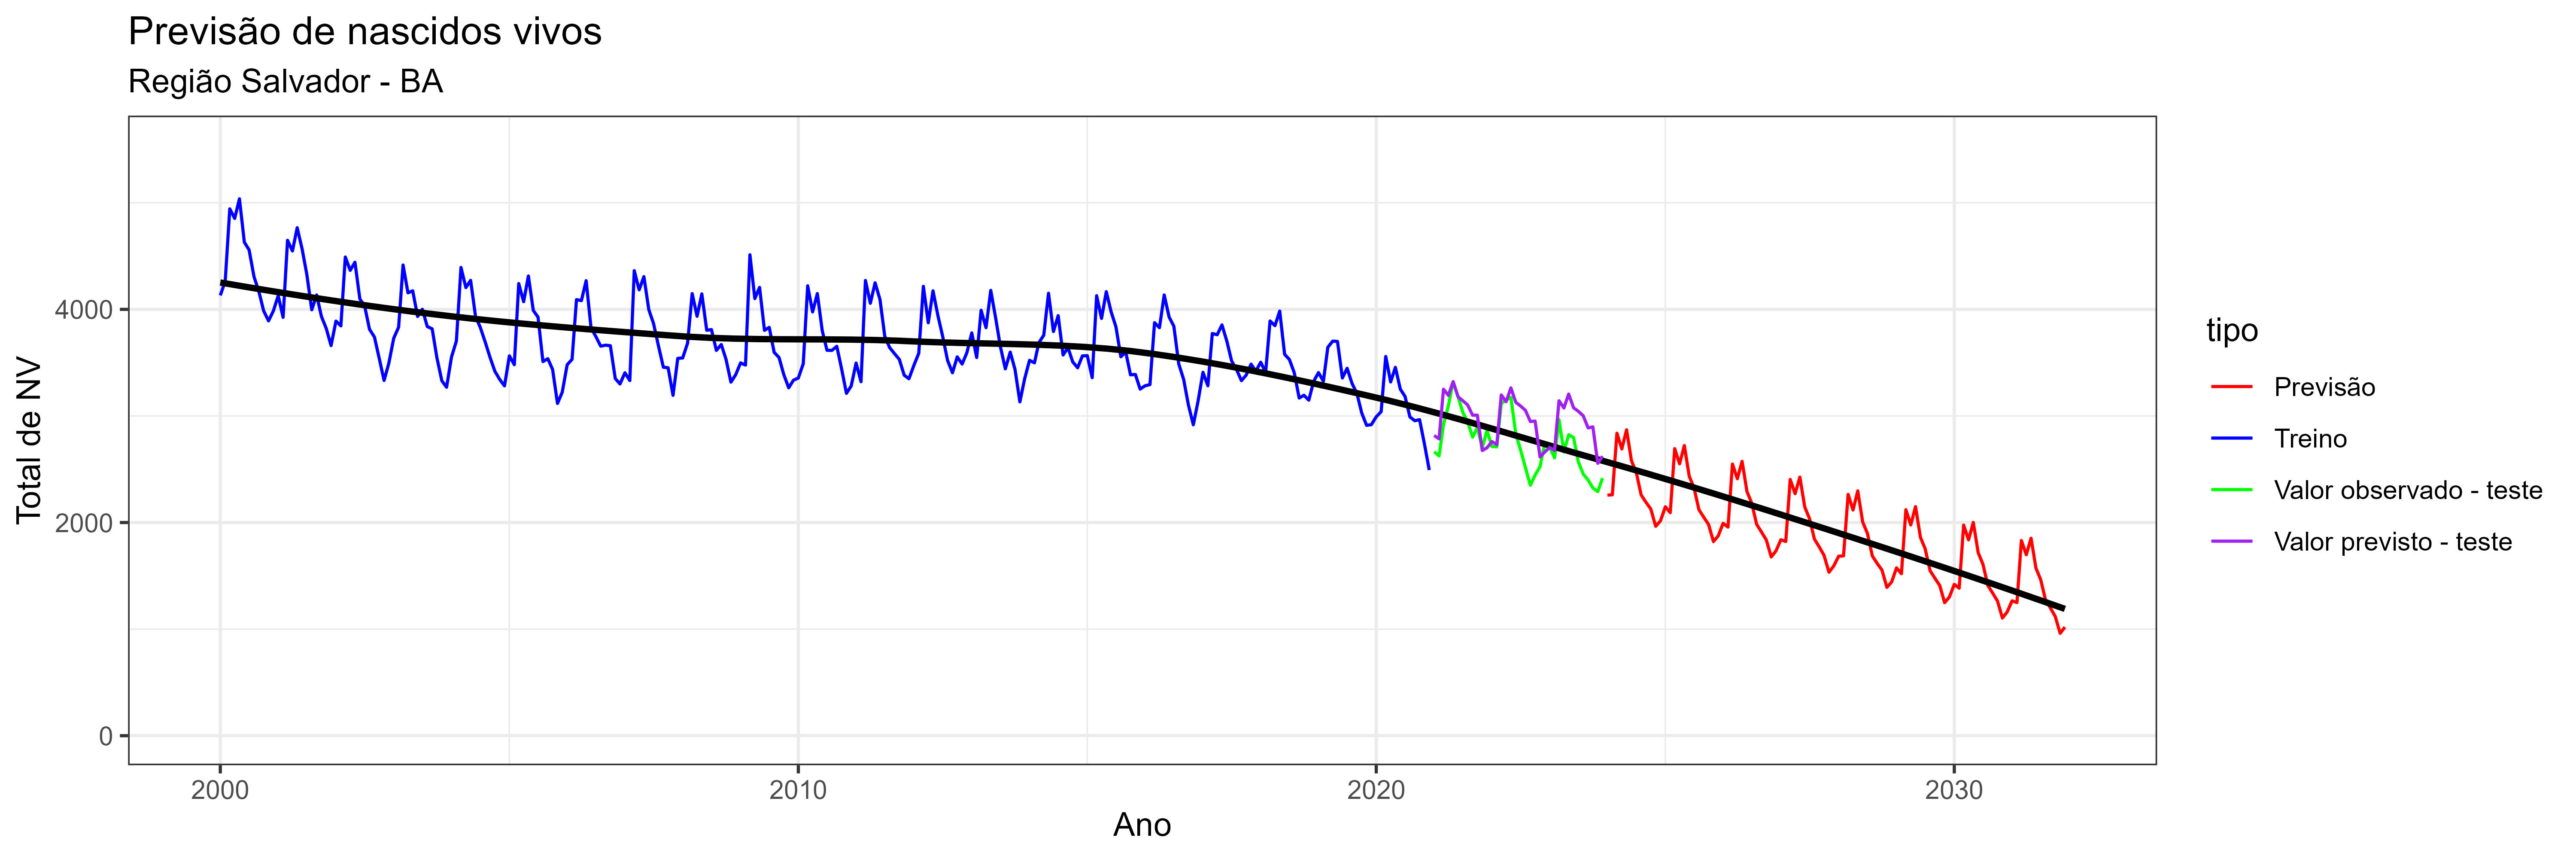 Previsão de nascidos vivos
Região Salvador - BA
Total de NV
4000
2000
0
2000
2010
2020
2030
Ano
tipo
Previsão
Treino
Valor observado - teste
Valor previsto - teste